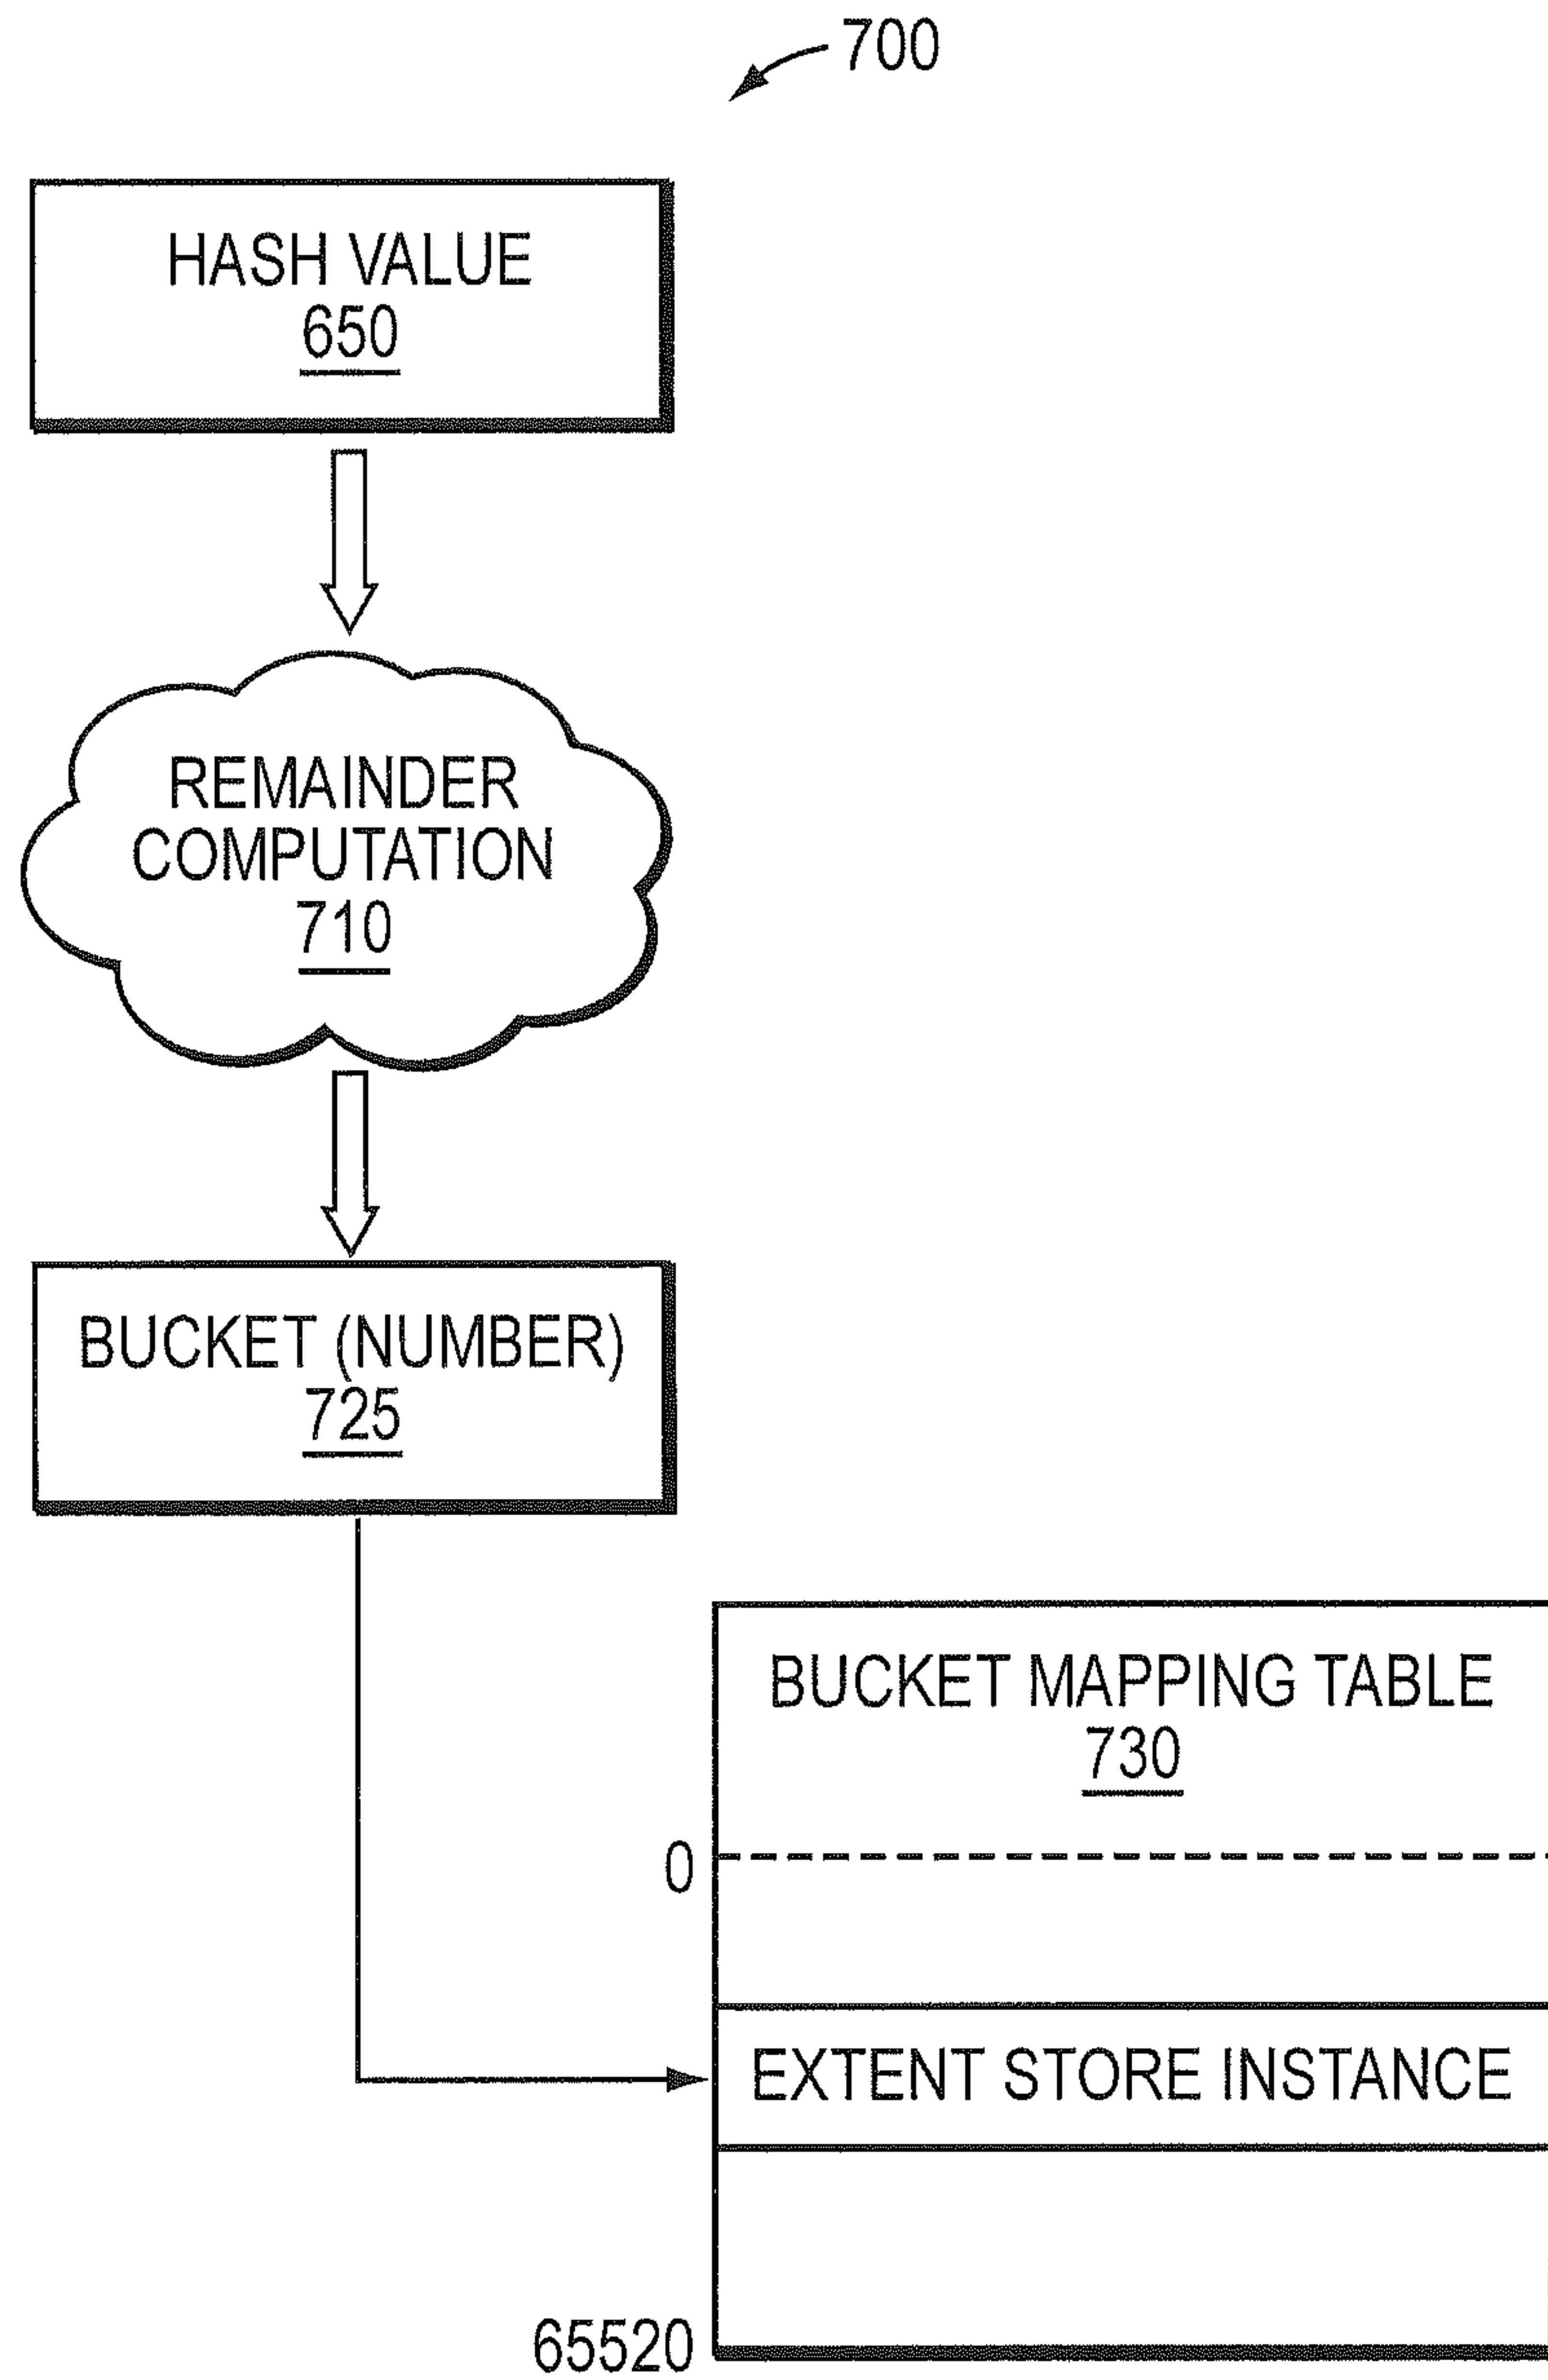 700
HASH VALUE
650
REMAINDER
COMPUTATION
710
BUCKET (NUMBER)
725
BUCKET MAPPING TABLE
730
0
EXTENT STORE INSTANCE
65520